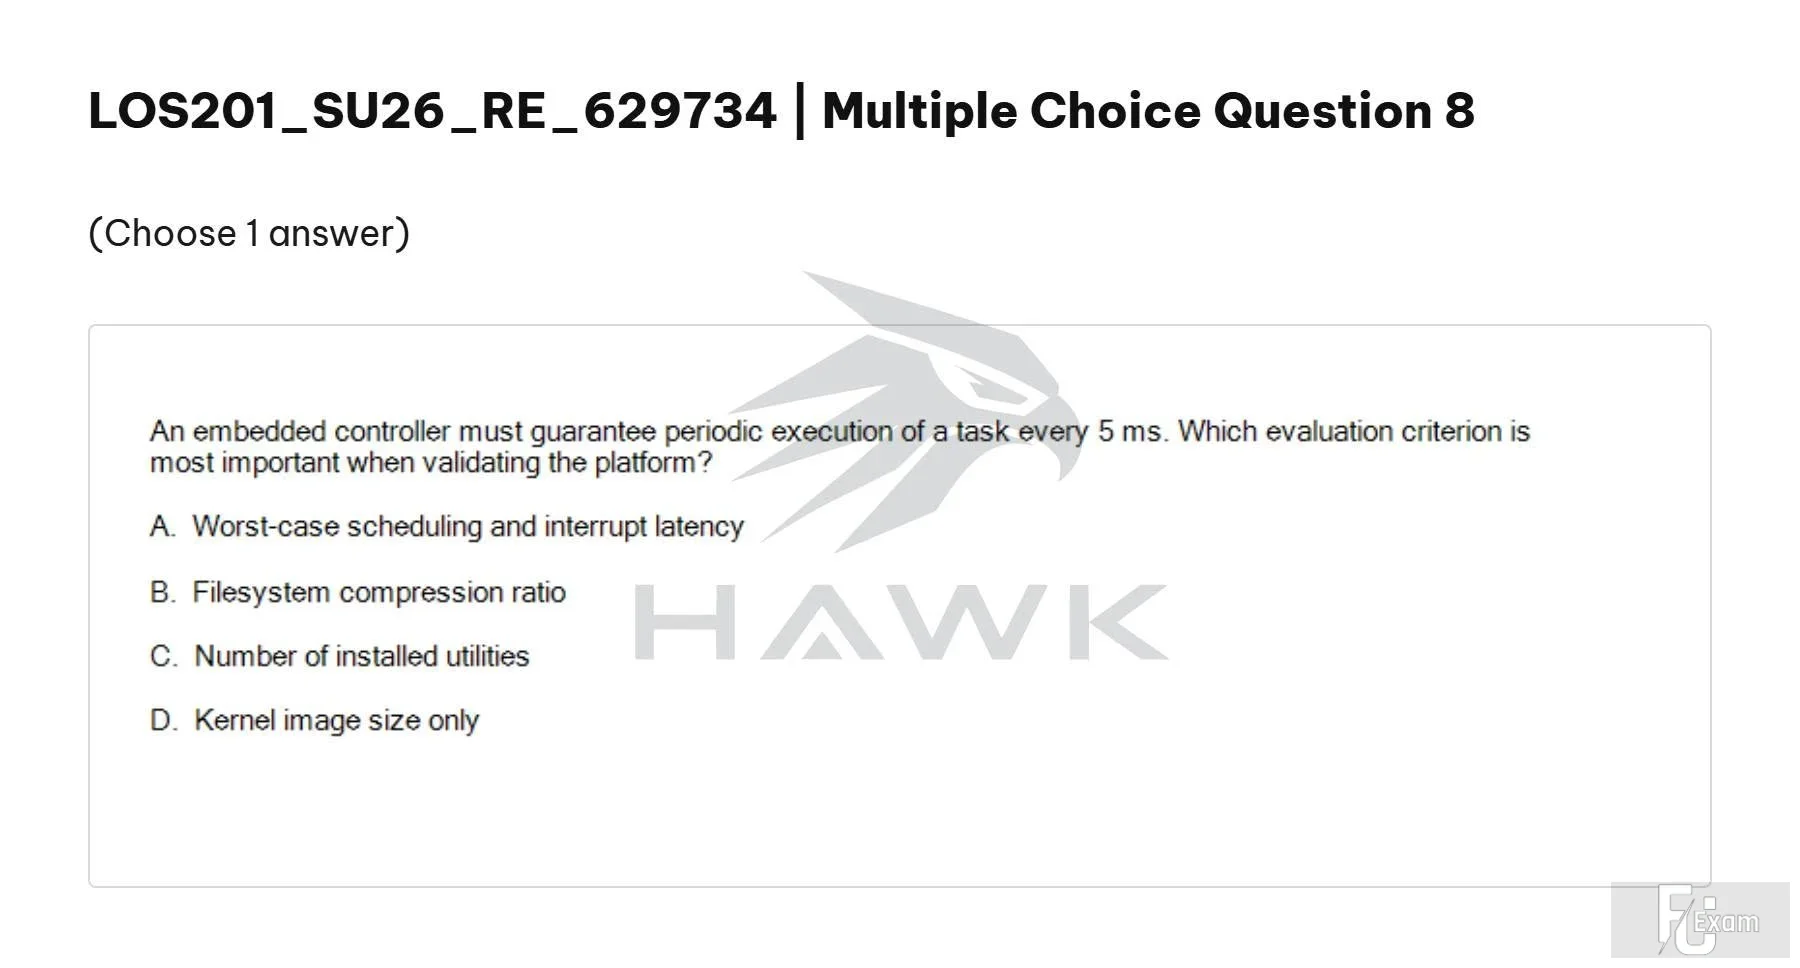 LOS201_SU26_RE_629734 | Multiple Choice Question 8
(Choose 1 answer)
An embedded controller must guarantee periodic execution of a task every 5 ms. Which evaluation criterion is
most important when validating the platform?
A. Worst-case scheduling and interrupt latency
B. Filesystem compression ratio
HAWK
C. Number of installed utilities
D. Kernel image size only
FU Exam